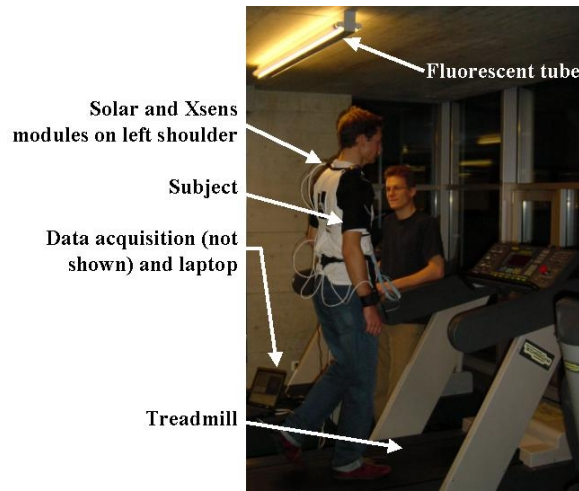 Fluorescent tube
Solar and Xsens
modules on left shoulder
Subject
Data acquisition (not
shown) and laptop
Treadmill